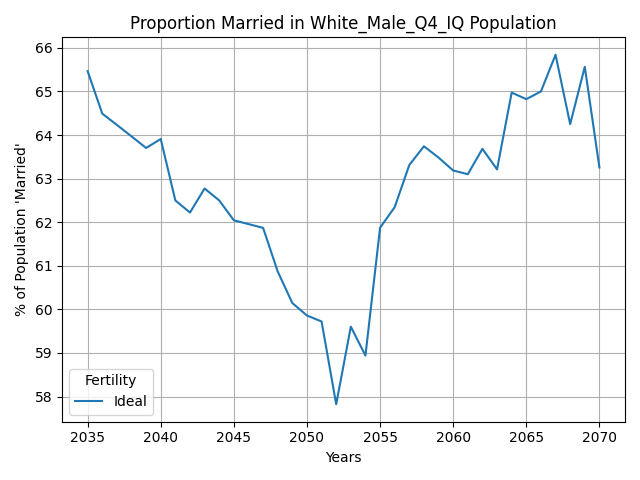 Proportion Married in White_Male_Q4_IQ Population
% of Population 'Married'
66
65
64
63
62
61
60
59
58
Fertility
Ideal
2035 2040 2045 2050 2055 2060 2065 2070
Years